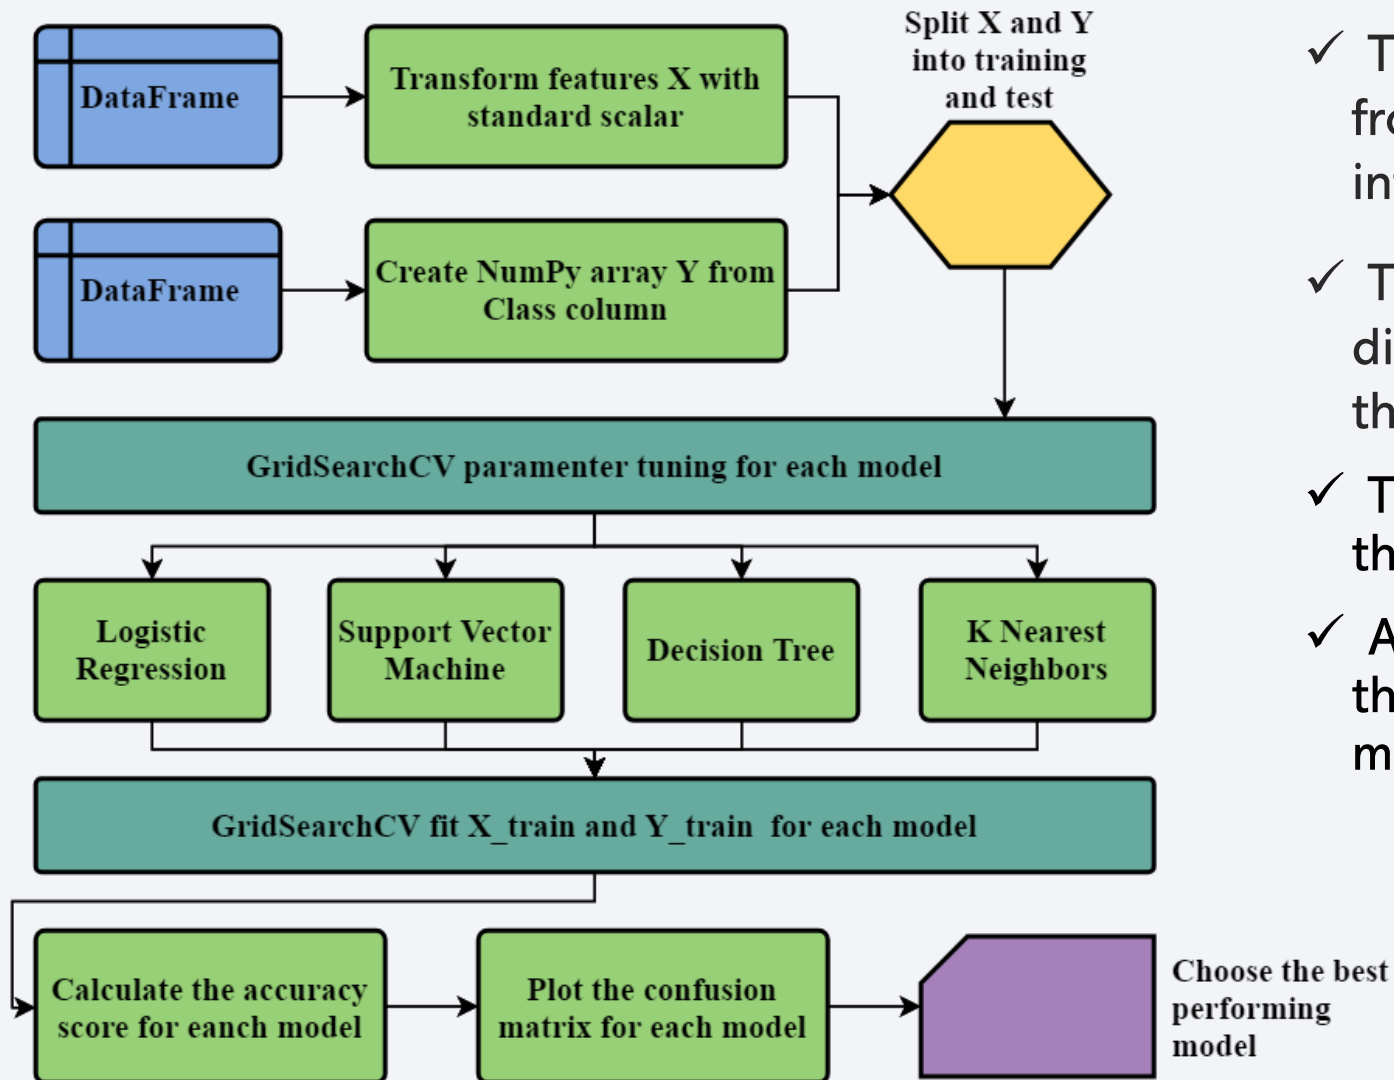 Split X and Y
into training
and test
DataFrame
Transform features X with
standard scalar
DataFrame
Create NumPy array Y from
Class column
GridSearchCV paramenter tuning for each model
Logistic
Regression
Support Vector
Machine
Decision Tree
K Nearest
Neighbors
GridSearchCV fit X_train and Y_train for each model
Calculate the accuracy
score for eanch model
Plot the confusion
matrix for each model
Choose the best
performing
model